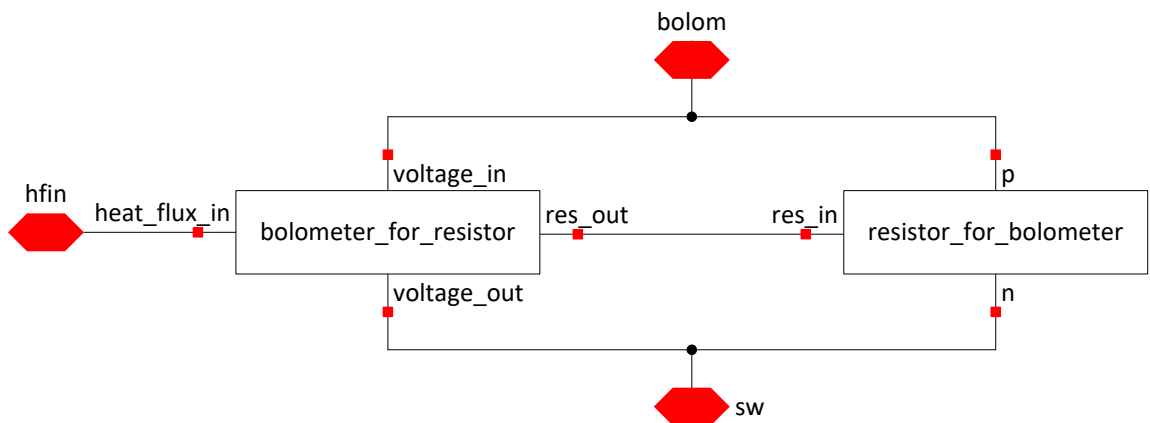 bolom
voltage_in
p
hfin
heat_flux_in
res_out
res_in
bolometer_for_resistor
resistor_for_bolometer
voltage_out
n
sw